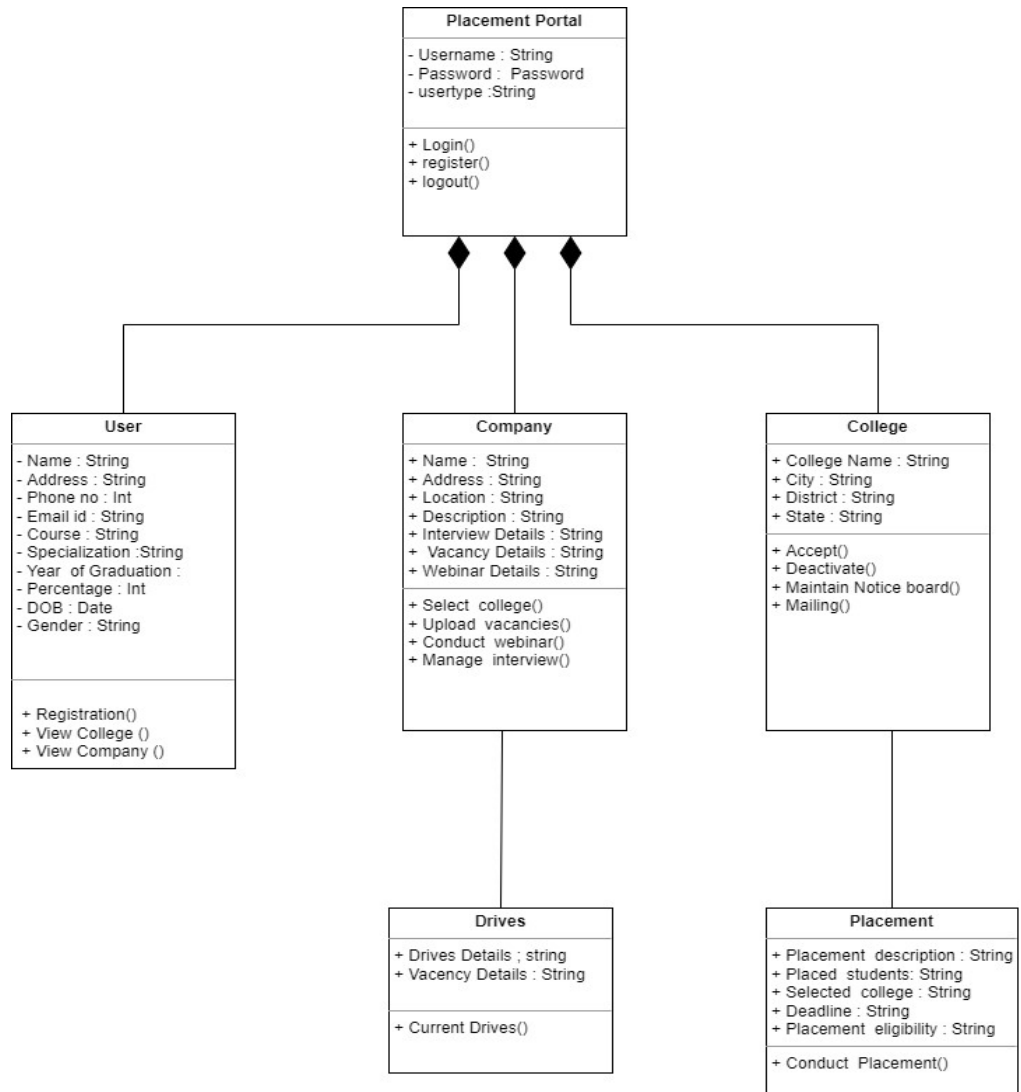 Placement Portal
- Username : String
- Password :  Password
- usertype :String
+ Login()
+ register()
+ logout()
User
- Name : String
- Address : String
- Phone no : Int
- Email id : String
- Course : String
- Specialization :String
- Year  of Graduation :
- Percentage : Int
- DOB : Date
- Gender : String
+ Registration()
+ View College ()
+ View Company ()
Company
+ Name :  String
+ Address : String
+ Location : String
+ Description : String
+ Interview Details : String
+  Vacancy Details : String
+ Webinar Details : String
+ Select  college()
+ Upload  vacancies()
+ Conduct  webinar()
+ Manage  interview()
College
+ College Name : String
+ City : String
+ District : String
+ State : String
+ Accept()
+ Deactivate()
+ Maintain Notice board()
+ Mailing()
Drives
+ Drives Details ; string
+ Vacency Details : String
+ Current Drives()
Placement
+ Placement  description : String
+ Placed  students: String
+ Selected  college : String
+ Deadline : String
+ Placement  eligibility : String
+ Conduct  Placement()